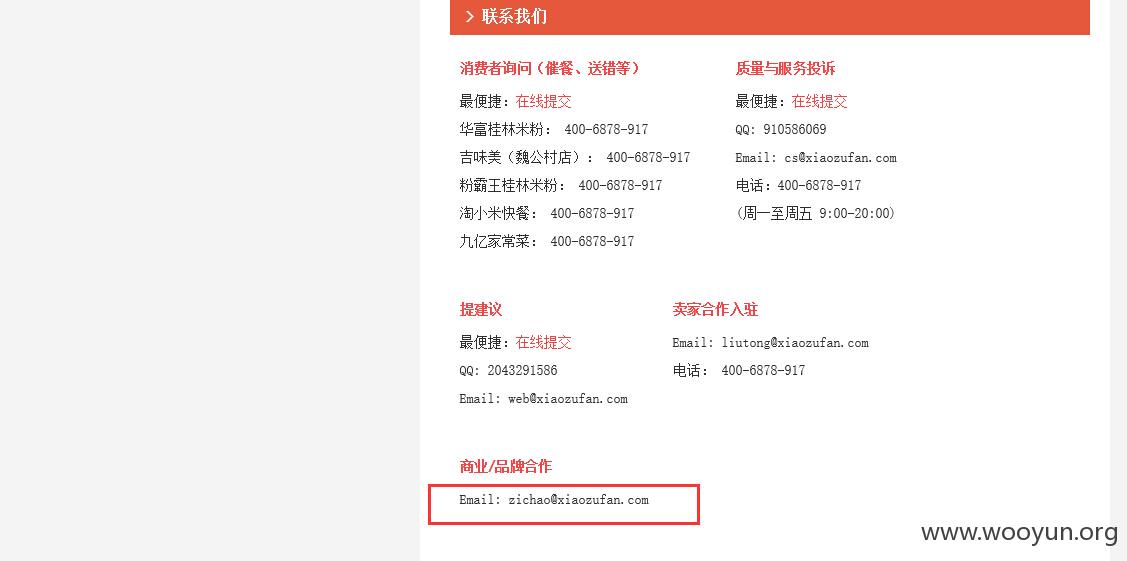 > 联系我们
消费者询问（催餐、送错等）
最便捷：在线提交
华富桂林米粉： 400-6878-917
吉味美（魏公村店）： 400-6878-917
粉霸王桂林米粉： 400-6878-917
淘小米快餐： 400-6878-917
九亿家常菜： 400-6878-917
质量与服务投诉
最便捷：在线提交
QQ: 910586069
Email: cs@xiaozufan.com
电话：400-6878-917
(周一至周五 9:00-20:00)
提建议
最便捷：在线提交
QQ: 2043291586
Email: web@xiaozufan.com
卖家合作入驻
Email: liutong@xiaozufan.com
电话： 400-6878-917
商业/品牌合作
Email: zichao@xiaozufan.com
www.wooyun.org